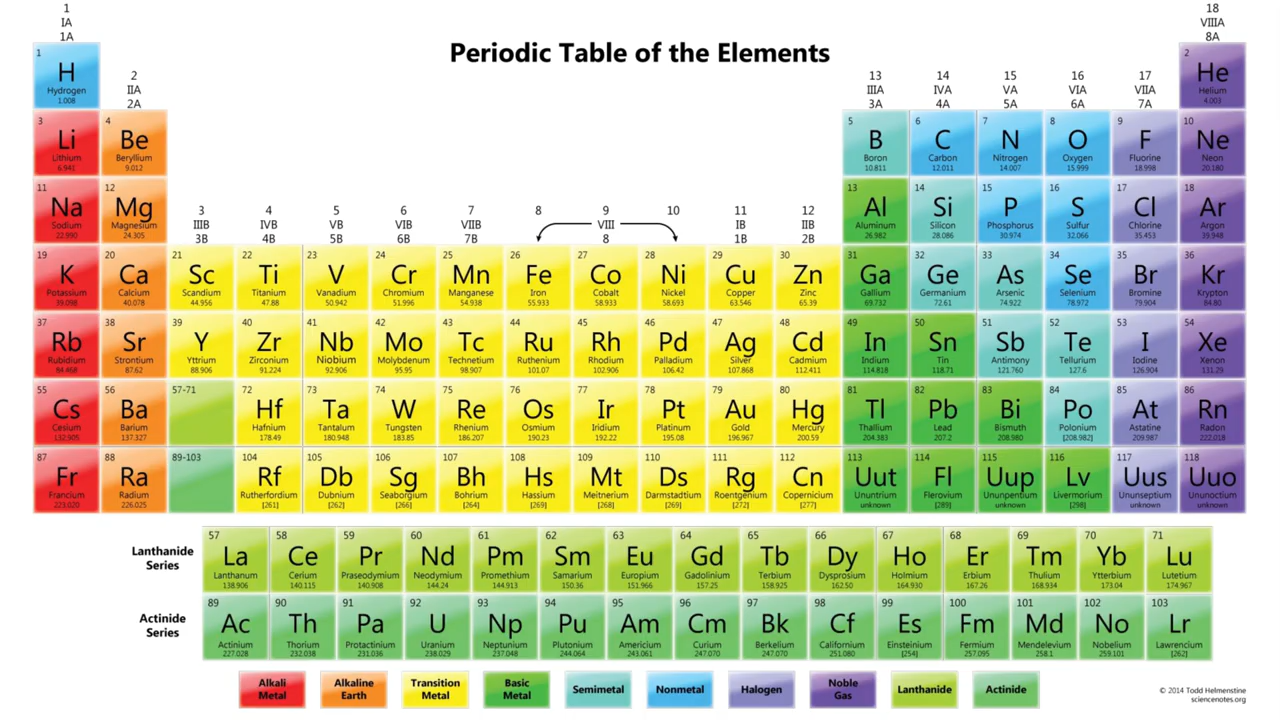 1 18
IA VIIIA
1A 8A
Periodic Table of the Elements
1 2
H He
Hydrogen Helium
1.008 4.003
2 13 14 15 16 17
IIA IIIA IVA VA VIA VIIA
2A 3A 4A 5A 6A 7A
3 4 5 6 7 8 9 10
Li Be B C N O F Ne
Lithium Beryllium Boron Carbon Nitrogen Oxygen Fluorine Neon
6.941 9.012 10.811 12.011 14.007 15.999 18.998 20.180
11 12 13 14 15 16 17 18
Na Mg Al Si P S Cl Ar
Sodium Magnesium Aluminum Silicon Phosphorus Sulfur Chlorine Argon
22.990 24.305 26.982 28.086 30.974 32.066 35.453 39.948
3 4 5 6 7 8 9 10 11 12
IIIB IVB VB VIB VIIB VIII IB IIB
3B 4B 5B 6B 7B 8 1B 2B
19 20 21 22 23 24 25 26 27 28 29 30 31 32 33 34 35 36
K Ca Sc Ti V Cr Mn Fe Co Ni Cu Zn Ga Ge As Se Br Kr
Potassium Calcium Scandium Titanium Vanadium Chromium Manganese Iron Cobalt Nickel Copper Zinc Gallium Germanium Arsenic Selenium Bromine Krypton
39.098 40.078 44.956 47.88 50.942 51.996 54.938 55.933 58.933 58.693 63.546 65.39 69.732 72.61 74.922 78.972 79.904 84.80
37 38 39 40 41 42 43 44 45 46 47 48 49 50 51 52 53 54
Rb Sr Y Zr Nb Mo Tc Ru Rh Pd Ag Cd In Sn Sb Te I Xe
Rubidium Strontium Yttrium Zirconium Niobium Molybdenum Technetium Ruthenium Rhodium Palladium Silver Cadmium Indium Tin Antimony Tellurium Iodine Xenon
84.468 87.62 88.906 91.224 92.906 95.95 98.907 101.07 102.906 106.42 107.868 112.411 114.818 118.71 121.760 127.6 126.904 131.29
55 56 57-71 72 73 74 75 76 77 78 79 80 81 82 83 84 85 86
Cs Ba Hf Ta W Re Os Ir Pt Au Hg Tl Pb Bi Po At Rn
Cesium Barium Hafnium Tantalum Tungsten Rhenium Osmium Iridium Platinum Gold Mercury Thallium Lead Bismuth Polonium Astatine Radon
132.905 137.327 178.49 180.948 183.85 186.207 190.23 192.22 195.08 196.967 200.59 204.383 207.2 208.980 [208.982] 209.987 222.018
87 88 89-103 104 105 106 107 108 109 110 111 112 113 114 115 116 117 118
Fr Ra Rf Db Sg Bh Hs Mt Ds Rg Cn Uut Fl Uup Lv Uus Uuo
Francium Radium Rutherfordium Dubnium Seaborgium Bohrium Hassium Meitnerium Darmstadtium Roentgenium Copernicium Ununtrium Flerovium Ununpentium Livermorium Ununseptium Ununoctium
223.020 226.025 [261] [262] [266] [264] [269] [268] [269] [272] [277] unknown [289] unknown [298] unknown unknown
Lanthanide
Series
57 58 59 60 61 62 63 64 65 66 67 68 69 70 71
La Ce Pr Nd Pm Sm Eu Gd Tb Dy Ho Er Tm Yb Lu
Lanthanum Cerium Praseodymium Neodymium Promethium Samarium Europium Gadolinium Terbium Dysprosium Holmium Erbium Thulium Ytterbium Lutetium
138.906 140.115 140.908 144.24 144.913 150.36 151.966 157.25 158.925 162.50 164.930 167.26 168.934 173.04 174.967
Actinide
Series
89 90 91 92 93 94 95 96 97 98 99 100 101 102 103
Ac Th Pa U Np Pu Am Cm Bk Cf Es Fm Md No Lr
Actinium Thorium Protactinium Uranium Neptunium Plutonium Americium Curium Berkelium Californium Einsteinium Fermium Mendelevium Nobelium Lawrencium
227.028 232.038 231.036 238.029 237.048 244.064 243.061 247.070 247.070 251.080 [254] 257.095 258.1 259.101 [262]
Alkali
Metal
Alkaline
Earth
Transition
Metal
Basic
Metal
Semimetal
Nonmetal
Halogen
Noble
Gas
Lanthanide
Actinide
© 2014 Todd Helmenstine
sciencenotes.org